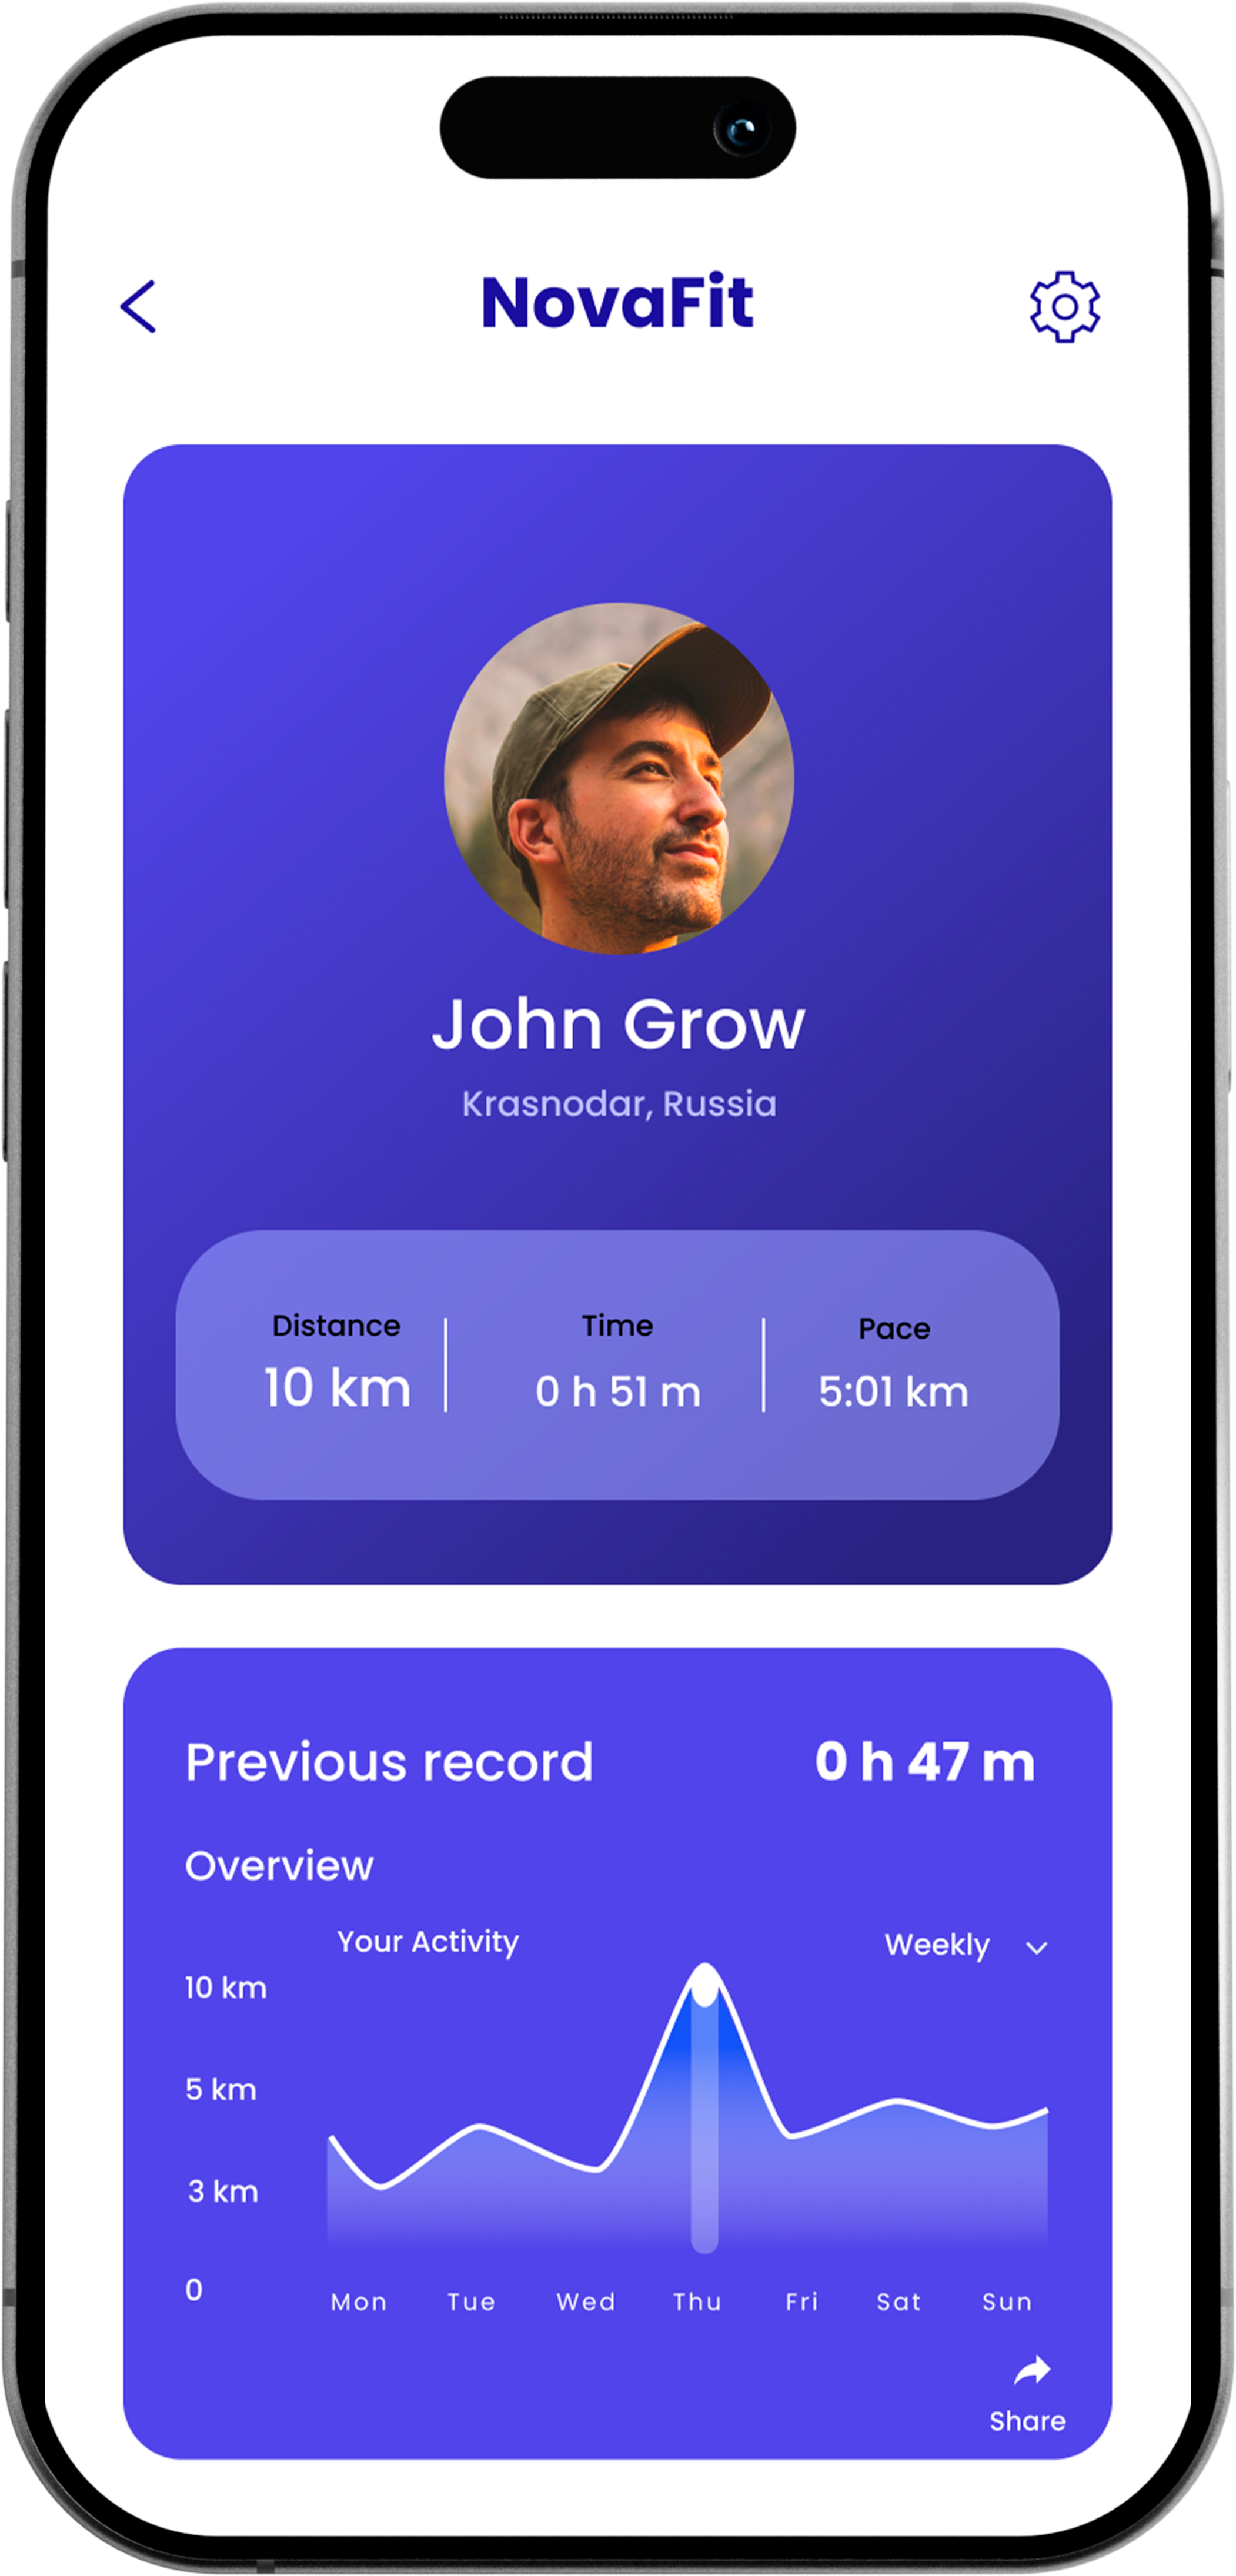 NovaFit
John Grow
Krasnodar, Russia
Distance Time Pace
10 km 0 h 51 m 5:01 km
Previous record 0 h 47 m
Overview
Your Activity Weekly
10 km
5 km
3 km
0
Mon Tue Wed Thu Fri Sat Sun
Share